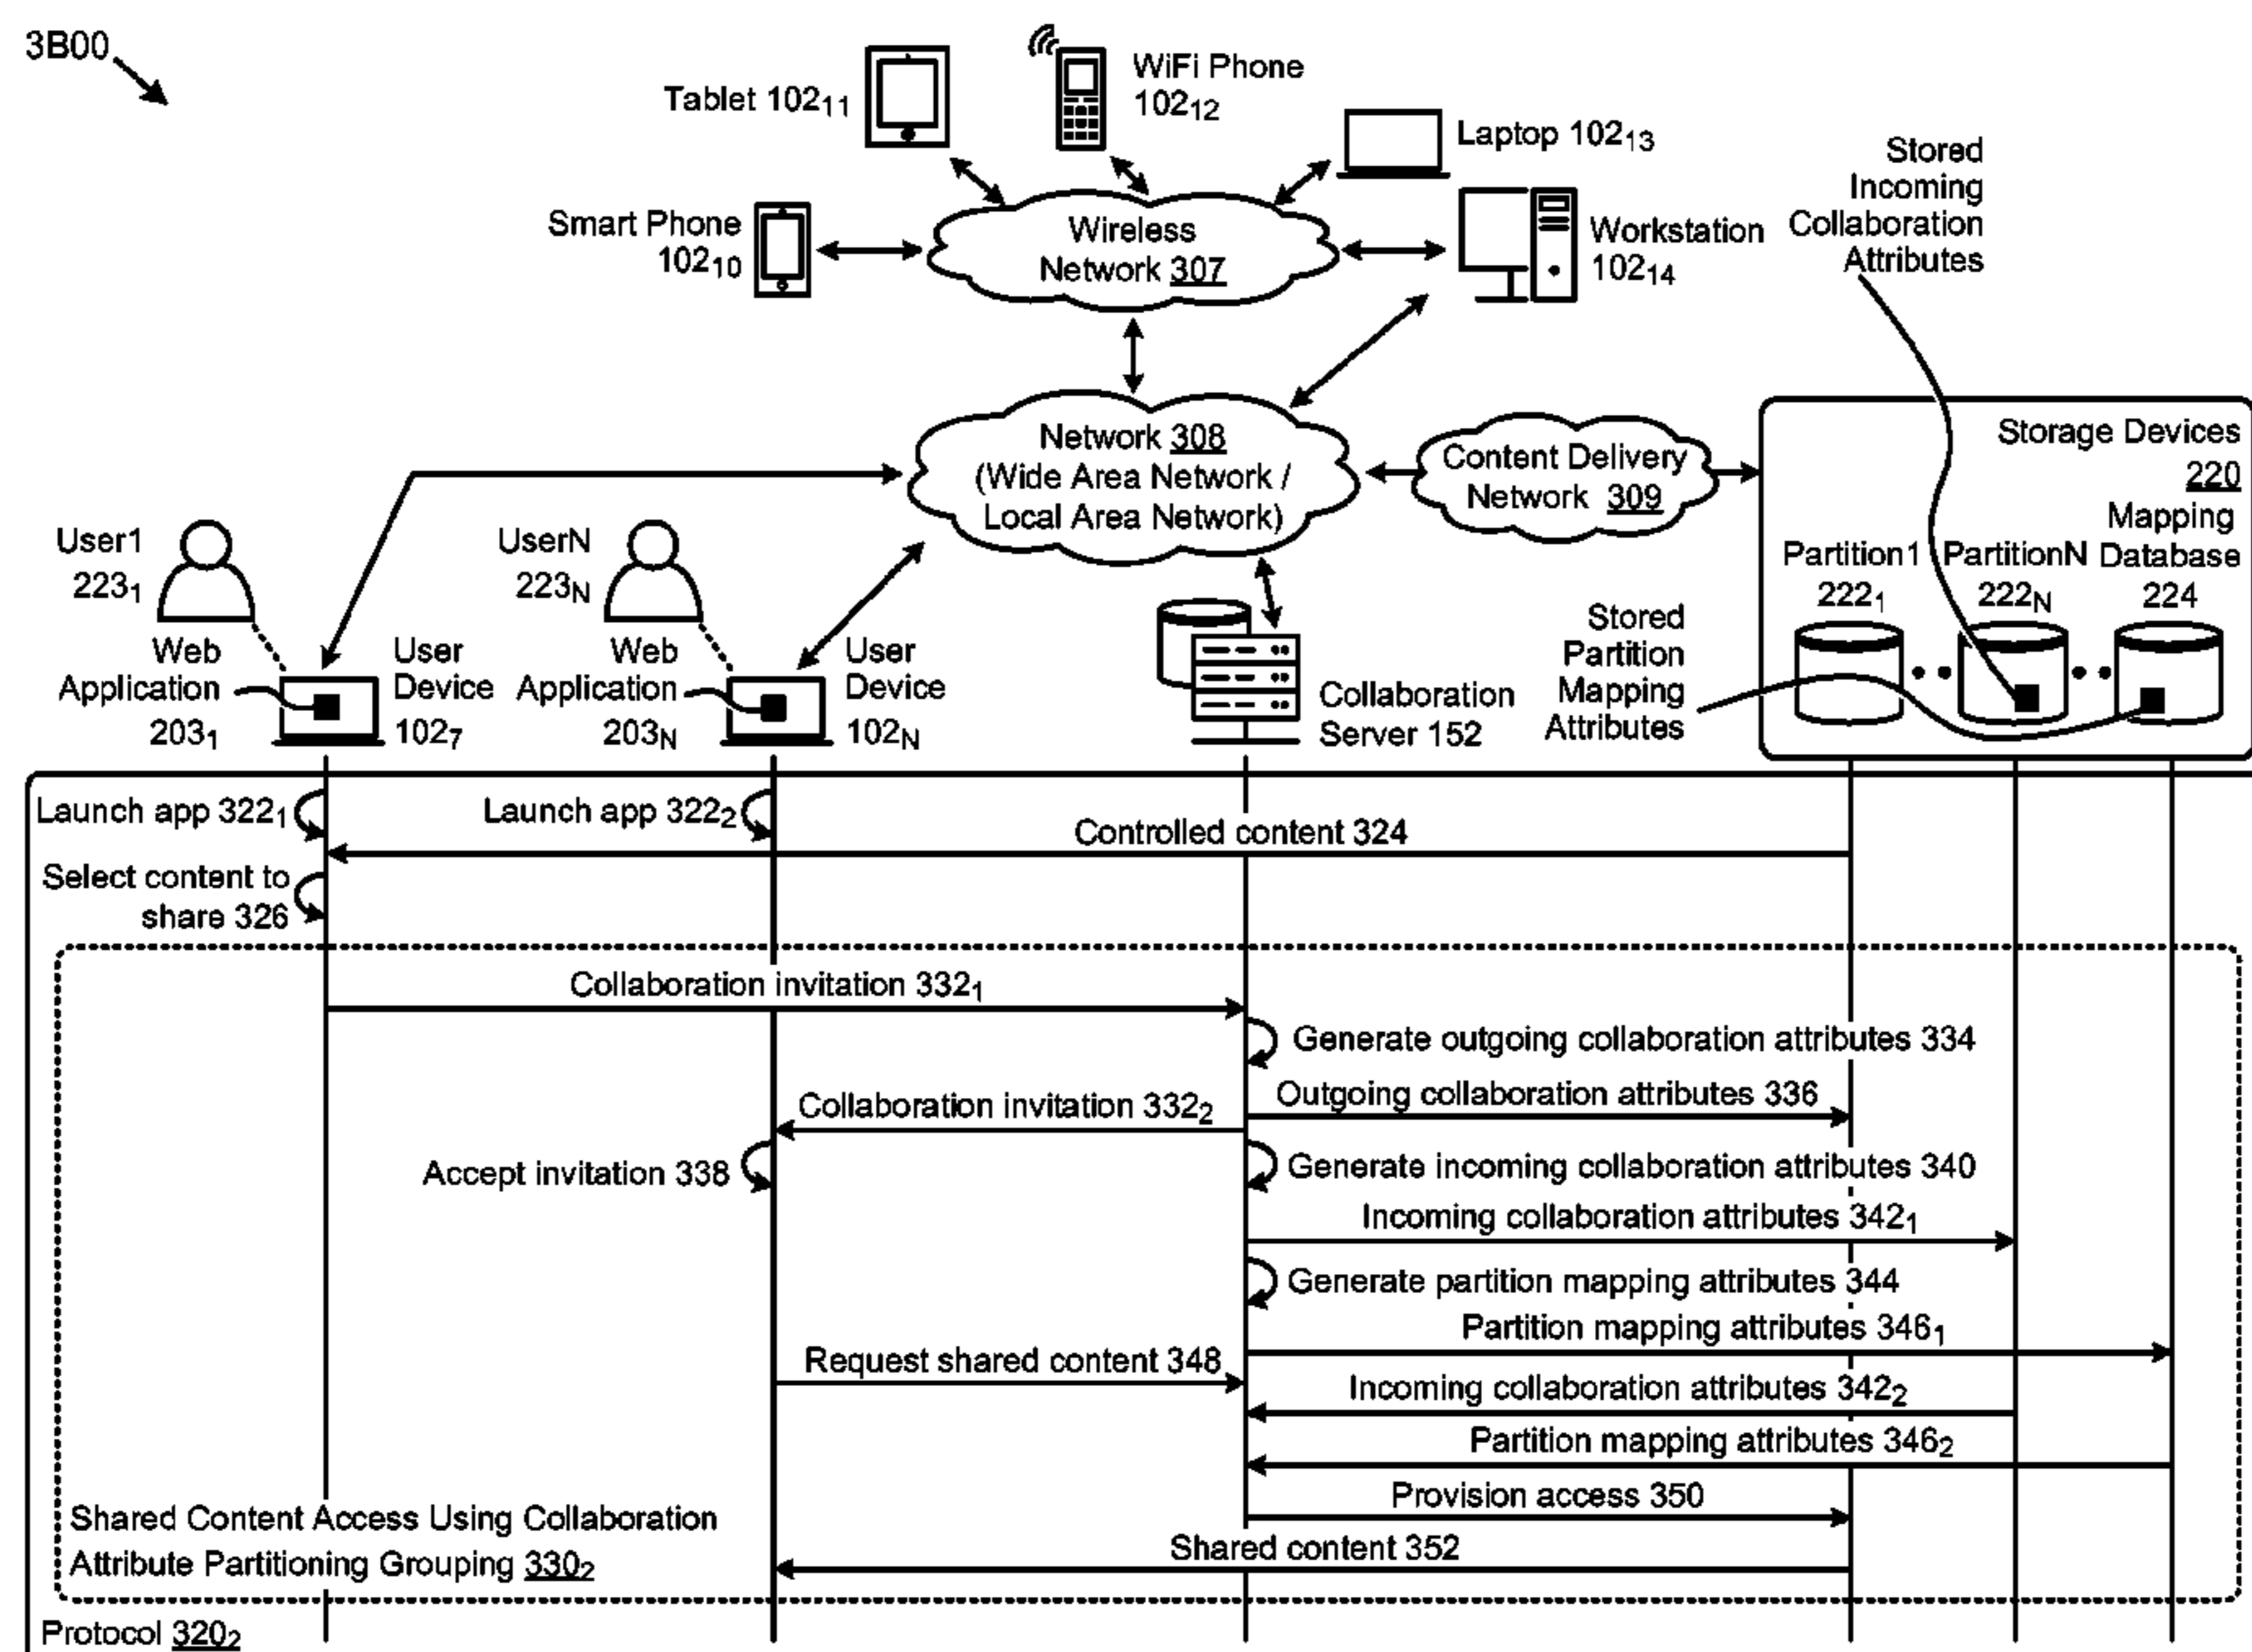 3B00
Tablet 102₁₁
WiFi Phone
102₁₂
Laptop 102₁₃
Smart Phone
102₁₀
Wireless
Network 307
Workstation
102₁₄
Stored
Incoming
Collaboration
Attributes
Network 308
(Wide Area Network /
Local Area Network)
Content Delivery
Network 309
Storage Devices
220
Partition1
222₁
PartitionN
222N
Mapping
Database
224
Stored
Partition
Mapping
Attributes
User1
223₁
Web
Application
203₁
User
Device
102₇
UserN
223N
Web
Application
203N
User
Device
102N
Collaboration
Server 152
Launch app 322₁
Launch app 322₂
Controlled content 324
Select content to
share 326
Collaboration invitation 332₁
Generate outgoing collaboration attributes 334
Outgoing collaboration attributes 336
Collaboration invitation 332₂
Accept invitation 338
Generate incoming collaboration attributes 340
Incoming collaboration attributes 342₁
Generate partition mapping attributes 344
Partition mapping attributes 346₁
Request shared content 348
Incoming collaboration attributes 342₂
Partition mapping attributes 346₂
Provision access 350
Shared content 352
Shared Content Access Using Collaboration
Attribute Partitioning Grouping 330₂
Protocol 320₂